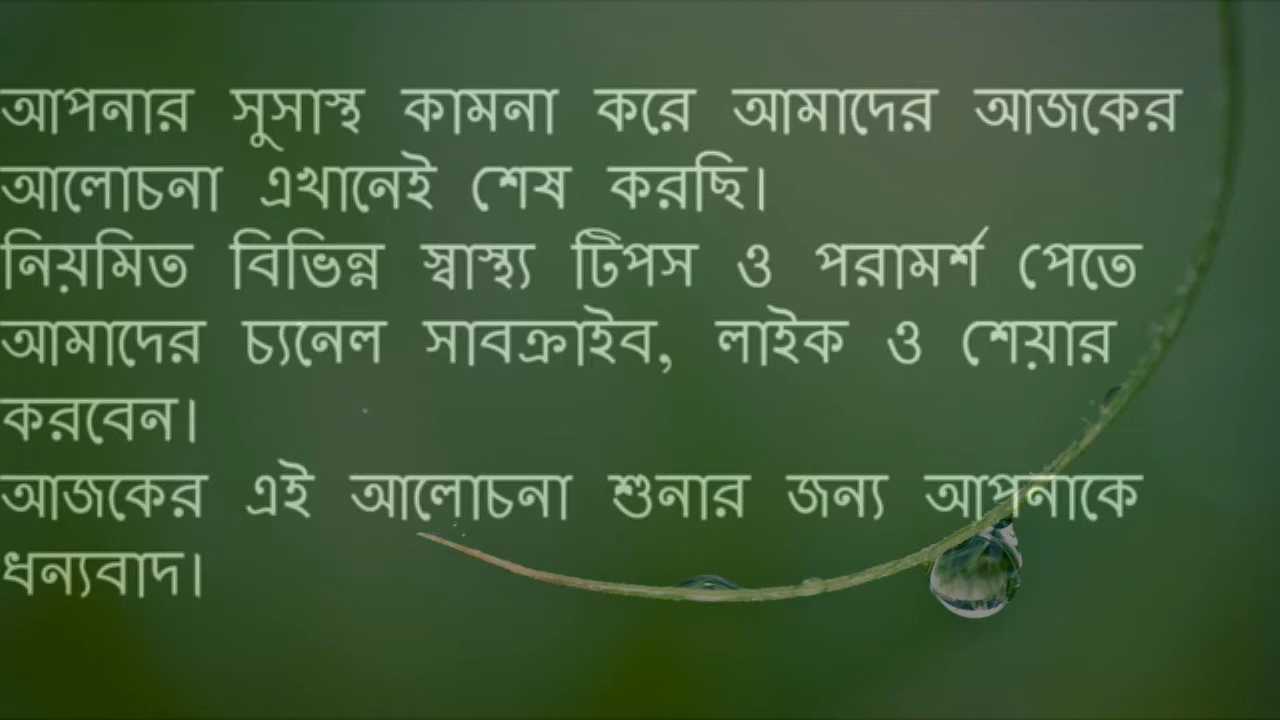 আপনার সুসাস্থ কামনা করে আমাদের আজকের
আলোচনা এখানেই শেষ করছি।
নিয়মিত বিভিন্ন স্বাস্থ্য টিপস ও পরামর্শ পেতে
আমাদের চ্যনেল সাবক্রাইব, লাইক ও শেয়ার
করবেন।
আজকের এই আলোচনা শুনার জন্য আপনাকে
ধন্যবাদ।